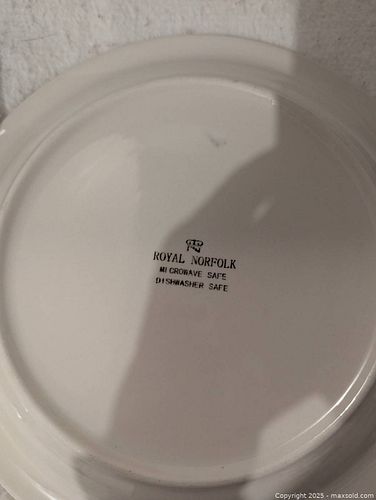 ROYAL NORFOLK
MICROWAVE SAFE
DISHWASHER SAFE
Copyright © 2025 - maxsold.com